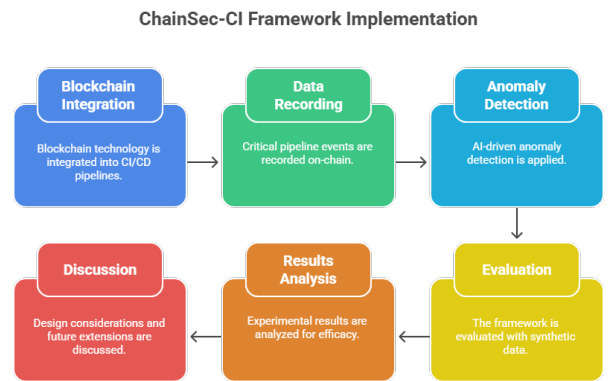 ChainSec-CI Framework Implementation
Blockchain
Integration
Blockchain technology is
integrated into CI/CD
pipelines.
Data
Recording
Critical pipeline events are
recorded on-chain.
Anomaly
Detection
AI-driven anomaly
detection is applied.
Discussion
Design considerations and
future extensions are
discussed.
Results
Analysis
Experimental results are
analyzed for efficacy.
Evaluation
The framework is
evaluated with synthetic
data.